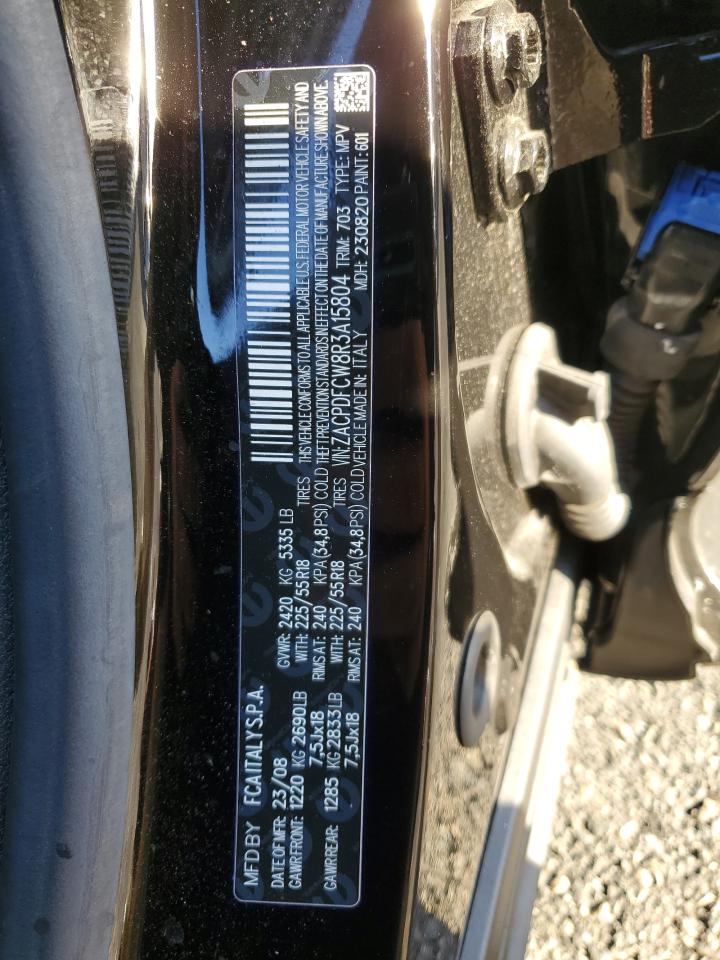 MFD BY FCA ITALY S.P.A.
DATE OF MFR: 23/08 GVWR: 2420 KG 5335 LB
GAWR FRONT: 1220 KG 2690LB WITH: 225/55R18 TIRES
7,5Jx18 RIMS AT: 240 KPA (34,8PSI) COLD
GAWR REAR: 1285 KG 2833LB WITH: 225/55R18 TIRES
7,5Jx18 RIMS AT: 240 KPA (34,8PSI) COLD
THIS VEHICLE CONFORMS TO ALL APPLICABLE U.S. FEDERAL MOTOR VEHICLE SAFETY AND
THEFT PREVENTION STANDARDS IN EFFECT ON THE DATE OF MANUFACTURE SHOWN ABOVE.
VIN: ZACPDFCW8R3A15804 TRIM: 703 TYPE: MPV
VEHICLE MADE IN: ITALY MDH: 230820 PAINT: 601